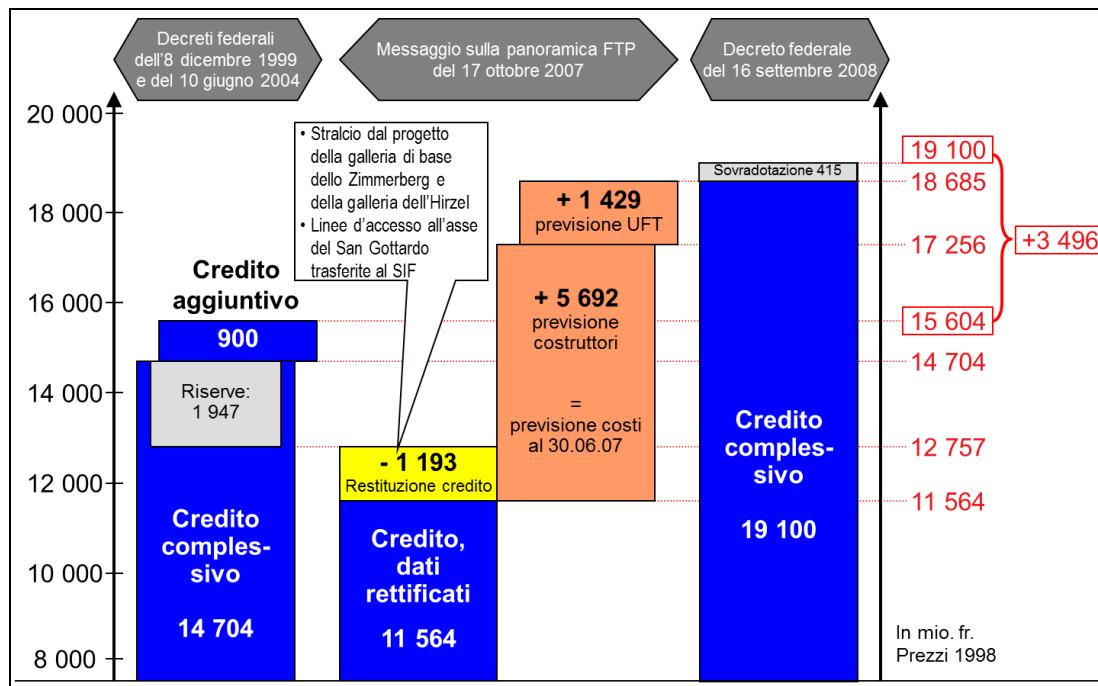 Decreti federali
dell'8 dicembre 1999
e del 10 giugno 2004
Messaggio sulla panoramica FTP
del 17 ottobre 2007
Decreto federale
del 16 settembre 2008
20 000
18 000
16 000
14 000
12 000
10 000
8 000
Credito
aggiuntivo
900
Riserve:
1 947
Credito
comples-
sivo
14 704
• Stralcio dal progetto
della galleria di base
dello Zimmerberg e
della galleria dell'Hirzel
• Linee d'accesso all'asse
del San Gottardo
trasferite al SIF
- 1 193
Restituzione credito
Credito,
dati
rettificati
11 564
+ 1 429
previsione UFT
+ 5 692
previsione
costruttori
=
previsione costi
al 30.06.07
Sovradotazione 415
Credito
comples-
sivo
19 100
19 100
18 685
17 256
15 604
14 704
12 757
11 564
+3 496
In mio. fr.
Prezzi 1998